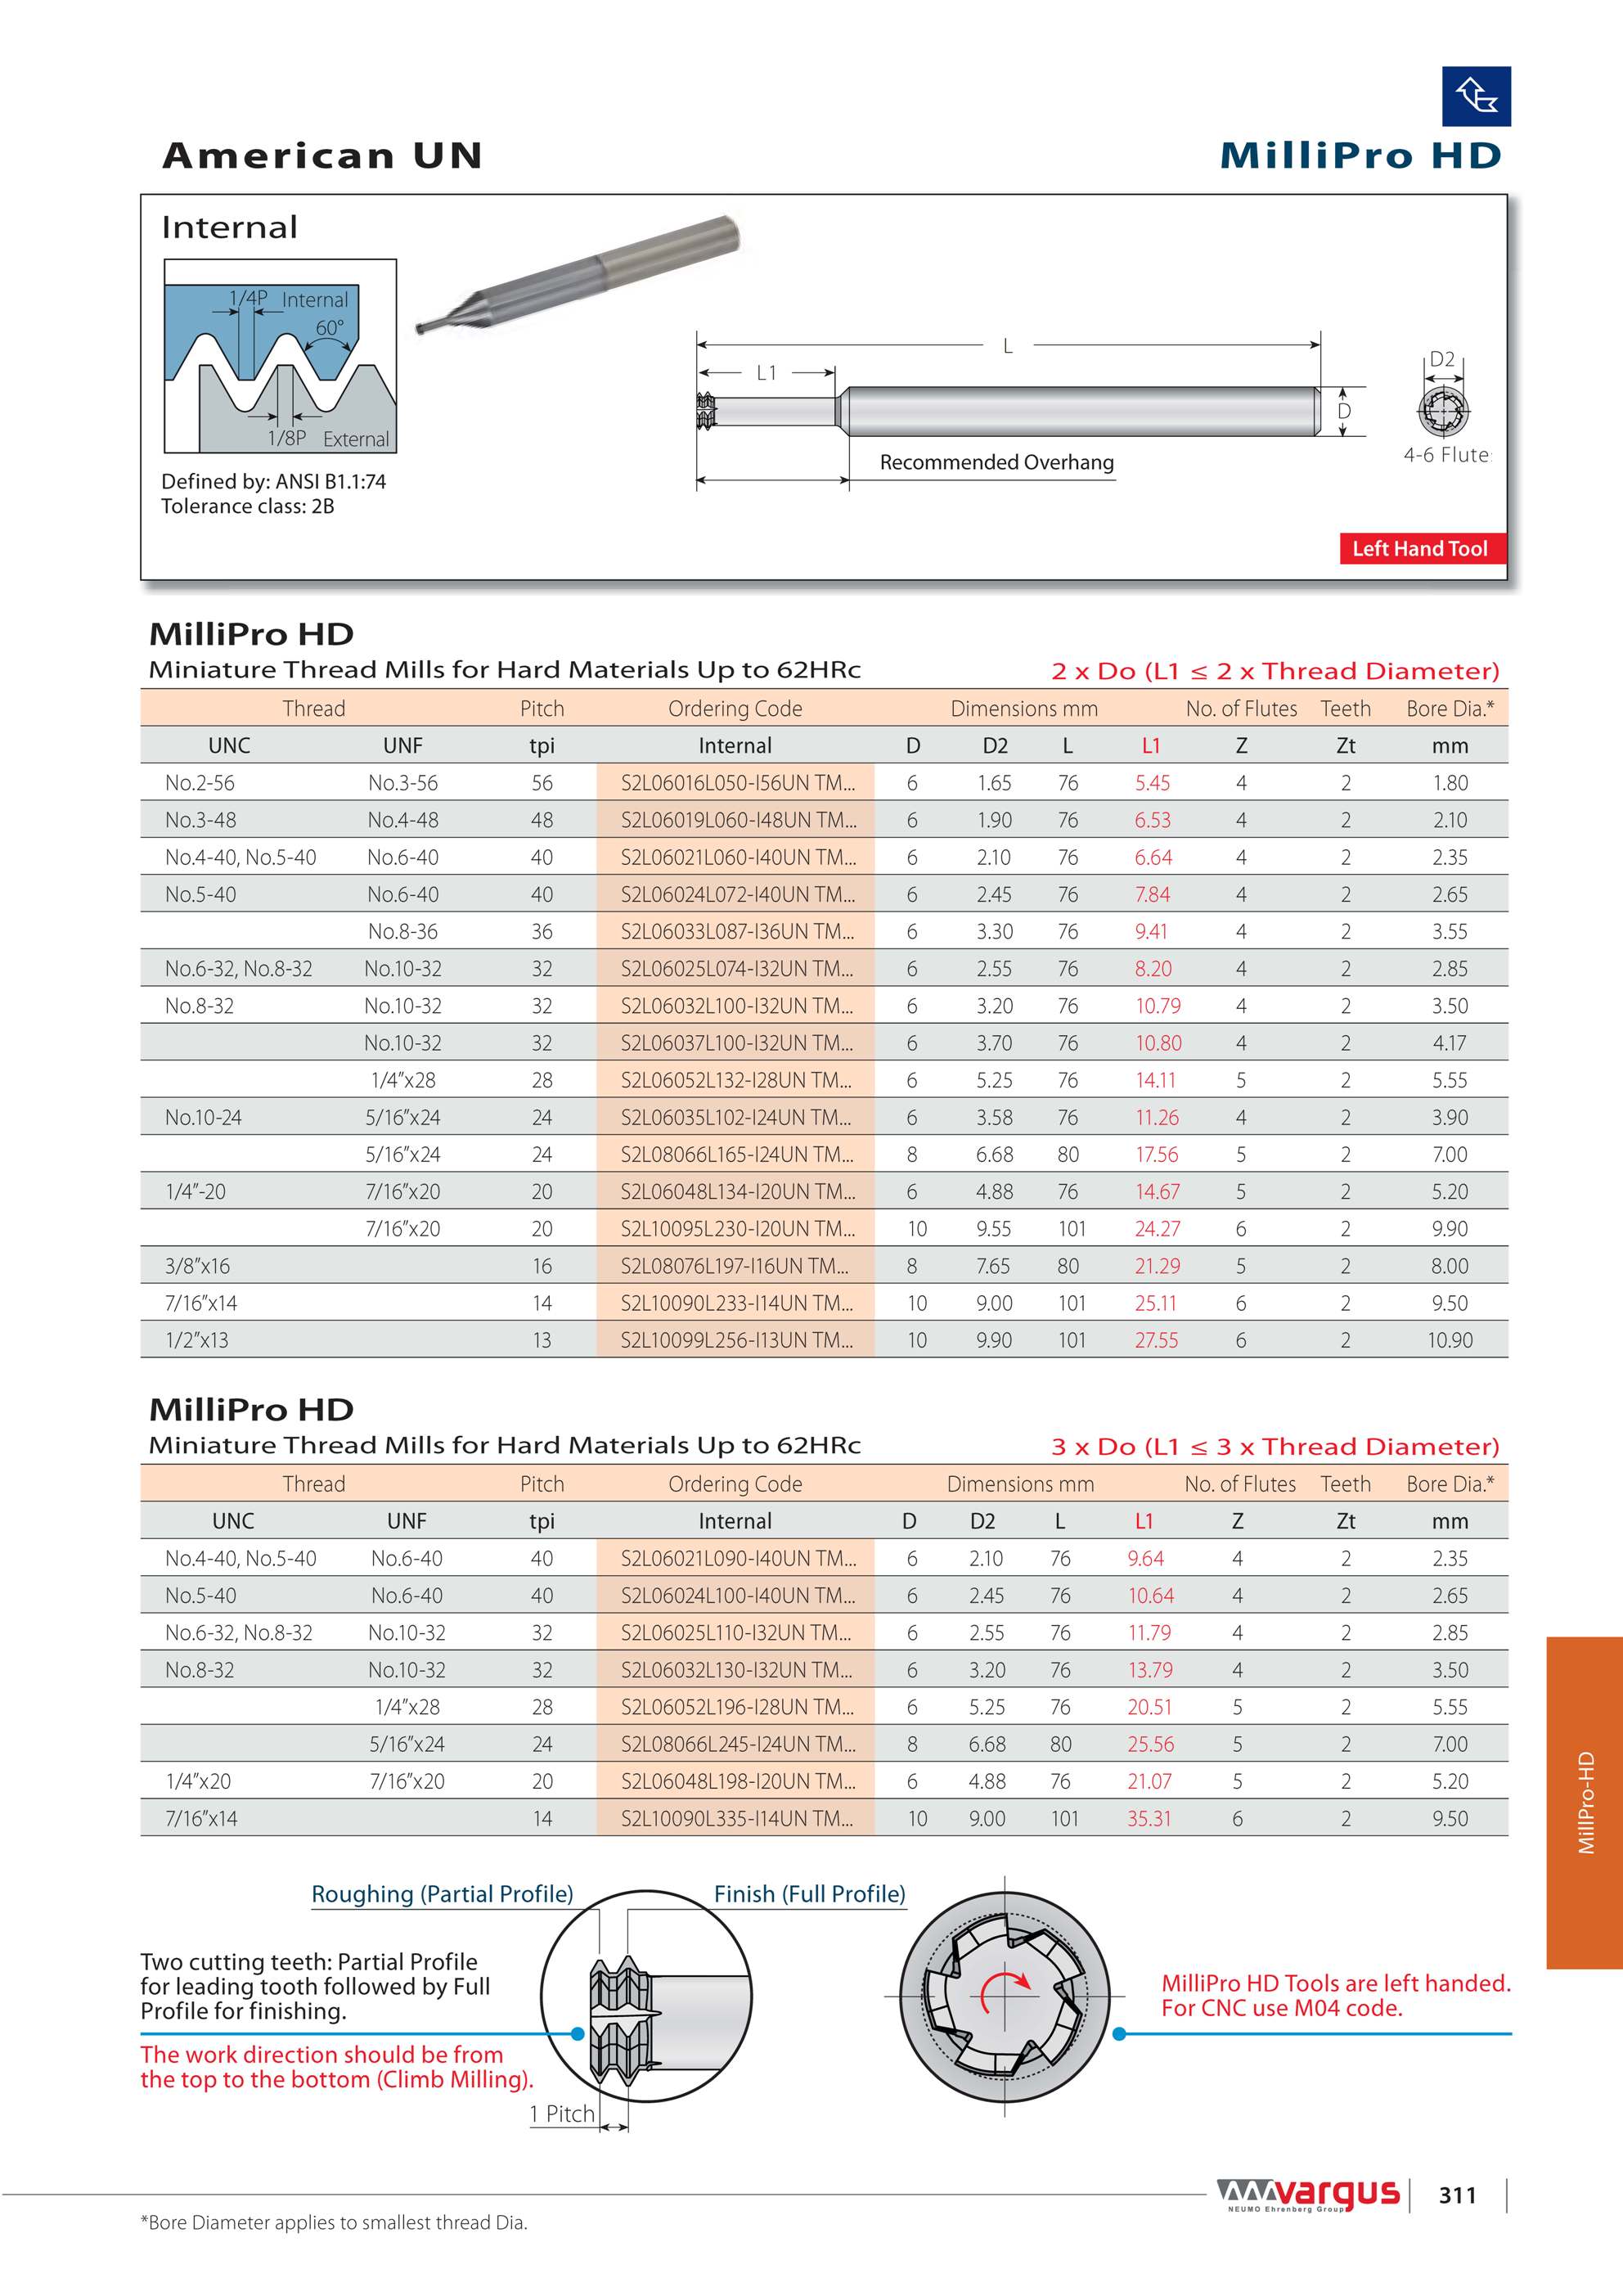 American UN
MilliPro HD
Internal
1/4P Internal
60°
1/8P External
Defined by: ANSI B1.1:74
Tolerance class: 2B
L
L1
D
D2
4-6 Flute
Recommended Overhang
Left Hand Tool
MilliPro HD
Miniature Thread Mills for Hard Materials Up to 62HRc 2 x Do (L1 ≤ 2 x Thread Diameter)
Thread Pitch Ordering Code Dimensions mm No. of Flutes Teeth Bore Dia.*
UNC UNF tpi Internal D D2 L L1 Z Zt mm
No.2-56 No.3-56 56 S2L06016L050-I56UN TM... 6 1.65 76 5.45 4 2 1.80
No.3-48 No.4-48 48 S2L06019L060-I48UN TM... 6 1.90 76 6.53 4 2 2.10
No.4-40, No.5-40 No.6-40 40 S2L06021L060-I40UN TM... 6 2.10 76 6.64 4 2 2.35
No.5-40 No.6-40 40 S2L06024L072-I40UN TM... 6 2.45 76 7.84 4 2 2.65
No.8-36 36 S2L06033L087-I36UN TM... 6 3.30 76 9.41 4 2 3.55
No.6-32, No.8-32 No.10-32 32 S2L06025L074-I32UN TM... 6 2.55 76 8.20 4 2 2.85
No.8-32 No.10-32 32 S2L06032L100-I32UN TM... 6 3.20 76 10.79 4 2 3.50
No.10-32 32 S2L06037L100-I32UN TM... 6 3.70 76 10.80 4 2 4.17
1/4”x28 28 S2L06052L132-I28UN TM... 6 5.25 76 14.11 5 2 5.55
No.10-24 5/16”x24 24 S2L06035L102-I24UN TM... 6 3.58 76 11.26 4 2 3.90
5/16”x24 24 S2L08066L165-I24UN TM... 8 6.68 80 17.56 5 2 7.00
1/4”-20 7/16”x20 20 S2L06048L134-I20UN TM... 6 4.88 76 14.67 5 2 5.20
7/16”x20 20 S2L10095L230-I20UN TM... 10 9.55 101 24.27 6 2 9.90
3/8”x16 16 S2L08076L197-I16UN TM... 8 7.65 80 21.29 5 2 8.00
7/16”x14 14 S2L10090L233-I14UN TM... 10 9.00 101 25.11 6 2 9.50
1/2”x13 13 S2L10099L256-I13UN TM... 10 9.90 101 27.55 6 2 10.90
MilliPro HD
Miniature Thread Mills for Hard Materials Up to 62HRc 3 x Do (L1 ≤ 3 x Thread Diameter)
Thread Pitch Ordering Code Dimensions mm No. of Flutes Teeth Bore Dia.*
UNC UNF tpi Internal D D2 L L1 Z Zt mm
No.4-40, No.5-40 No.6-40 40 S2L06021L090-I40UN TM... 6 2.10 76 9.64 4 2 2.35
No.5-40 No.6-40 40 S2L06024L100-I40UN TM... 6 2.45 76 10.64 4 2 2.65
No.6-32, No.8-32 No.10-32 32 S2L06025L110-I32UN TM... 6 2.55 76 11.79 4 2 2.85
No.8-32 No.10-32 32 S2L06032L130-I32UN TM... 6 3.20 76 13.79 4 2 3.50
1/4”x28 28 S2L06052L196-I28UN TM... 6 5.25 76 20.51 5 2 5.55
5/16”x24 24 S2L08066L245-I24UN TM... 8 6.68 80 25.56 5 2 7.00
1/4”x20 7/16”x20 20 S2L06048L198-I20UN TM... 6 4.88 76 21.07 5 2 5.20
7/16”x14 14 S2L10090L335-I14UN TM... 10 9.00 101 35.31 6 2 9.50
MillPro-HD
Roughing (Partial Profile) Finish (Full Profile)
Two cutting teeth: Partial Profile
for leading tooth followed by Full
Profile for finishing.
The work direction should be from
the top to the bottom (Climb Milling).
1 Pitch
MilliPro HD Tools are left handed.
For CNC use M04 code.
vargus
NEUMO Ehrenberg Group
311
*Bore Diameter applies to smallest thread Dia.